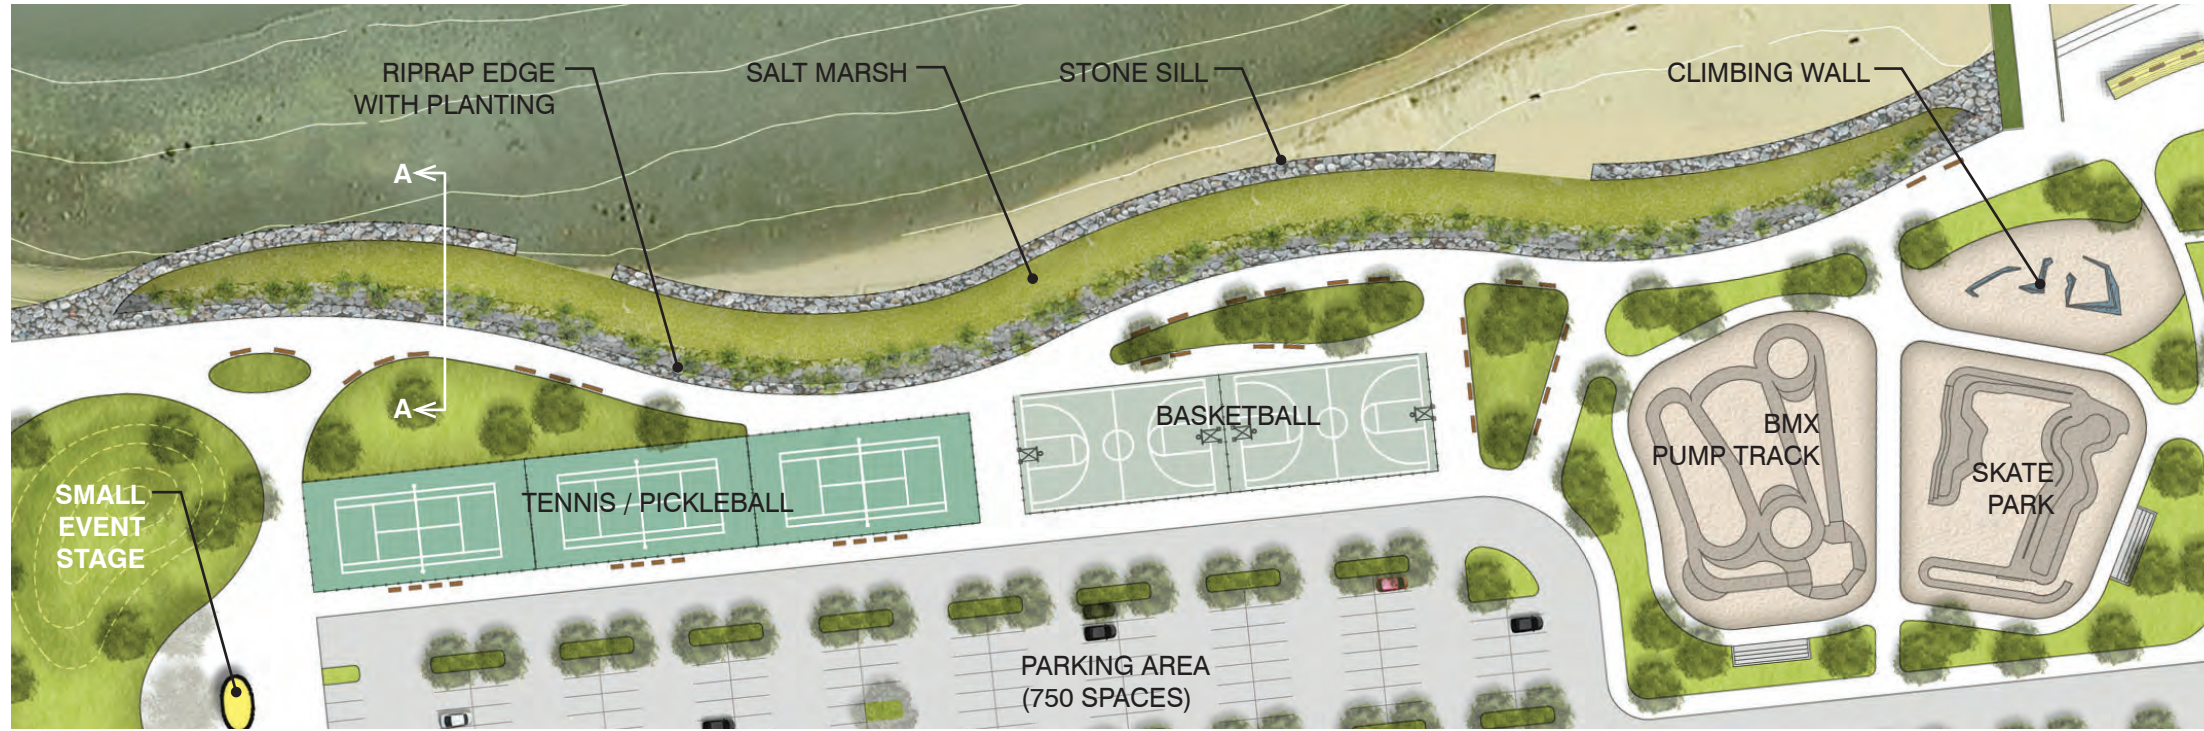 RIPRAP EDGE
WITH PLANTING
SALT MARSH
STONE SILL
CLIMBING WALL
A
A
BASKETBALL
BMX
PUMP TRACK
SKATE
PARK
TENNIS / PICKLEBALL
SMALL
EVENT
STAGE
PARKING AREA
(750 SPACES)